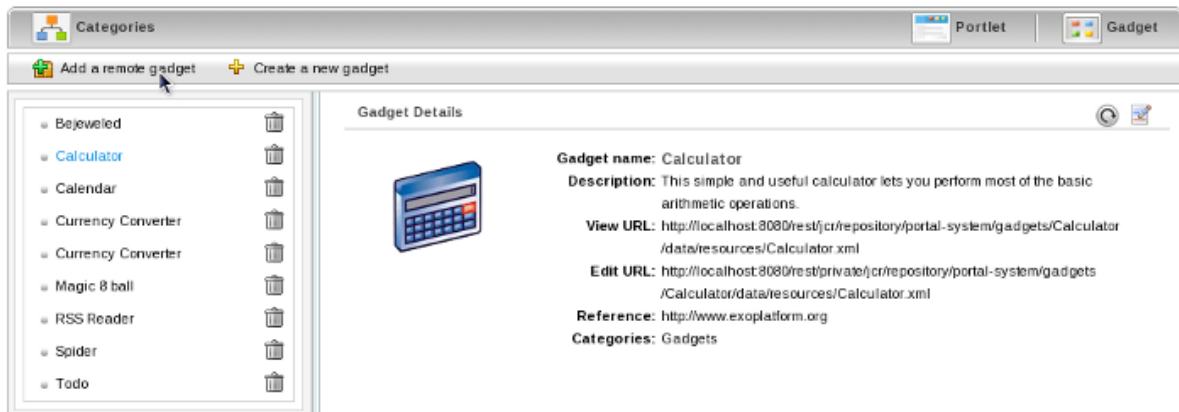 Categories
Portlet
Gadget
Add a remote gadget
Create a new gadget
Bejeweled
Calculator
Calendar
Currency Converter
Currency Converter
Magic 8 ball
RSS Reader
Spider
Todo
Gadget Details
Gadget name: Calculator
Description: This simple and useful calculator lets you perform most of the basic
arithmetic operations.
View URL: http://localhost:8080/rest/jcr/repository/portal-system/gadgets/Calculator
/data/resources/Calculator.xml
Edit URL: http://localhost:8080/rest/private/jcr/repository/portal-system/gadgets
/Calculator/data/resources/Calculator.xml
Reference: http://www.exoplatform.org
Categories: Gadgets